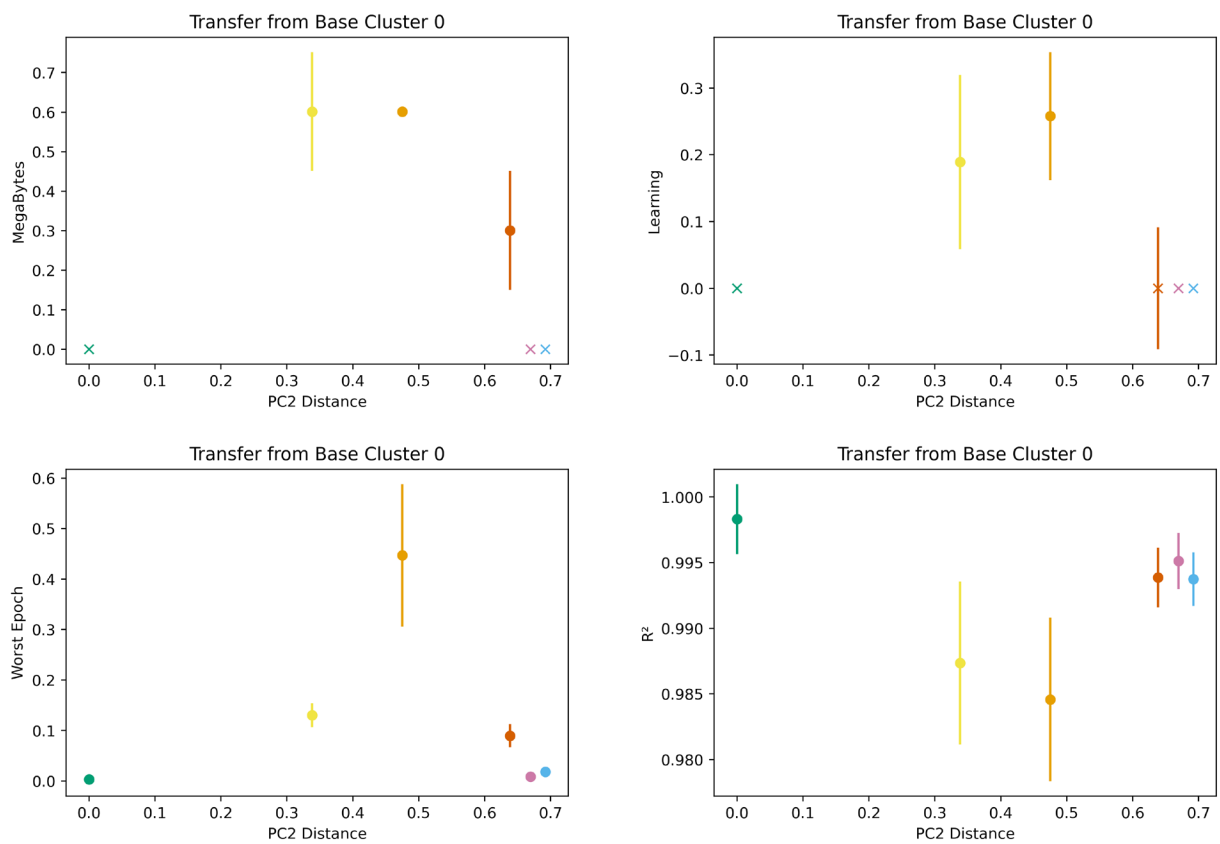 Transfer from Base Cluster 0
MegaBytes
0.7
0.6
0.5
0.4
0.3
0.2
0.1
0.0
0.0 0.1 0.2 0.3 0.4 0.5 0.6 0.7
PC2 Distance
Transfer from Base Cluster 0
Learning
0.3
0.2
0.1
0.0
−0.1
0.0 0.1 0.2 0.3 0.4 0.5 0.6 0.7
PC2 Distance
Transfer from Base Cluster 0
Worst Epoch
0.6
0.5
0.4
0.3
0.2
0.1
0.0
0.0 0.1 0.2 0.3 0.4 0.5 0.6 0.7
PC2 Distance
Transfer from Base Cluster 0
R²
1.000
0.995
0.990
0.985
0.980
0.0 0.1 0.2 0.3 0.4 0.5 0.6 0.7
PC2 Distance